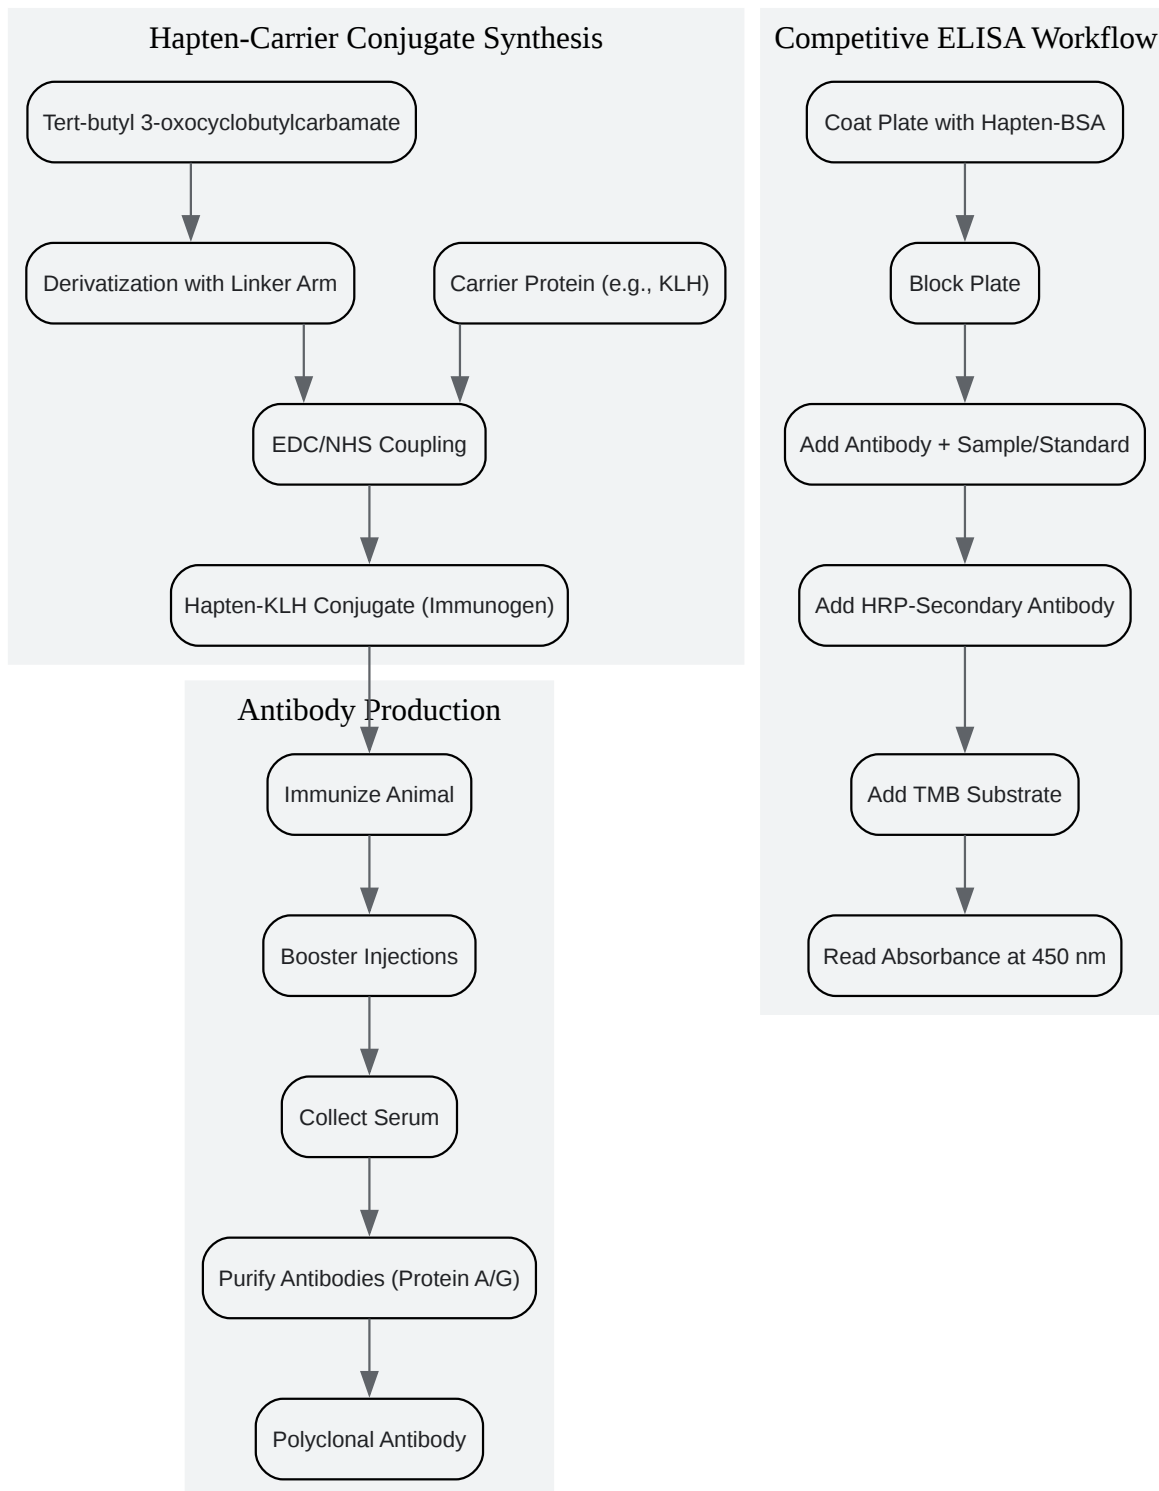 Hapten-Carrier Conjugate Synthesis
Tert-butyl 3-oxocyclobutylcarbamate
Derivatization with Linker Arm
Carrier Protein (e.g., KLH)
EDC/NHS Coupling
Hapten-KLH Conjugate (Immunogen)
Antibody Production
Immunize Animal
Booster Injections
Collect Serum
Purify Antibodies (Protein A/G)
Polyclonal Antibody
Competitive ELISA Workflow
Coat Plate with Hapten-BSA
Block Plate
Add Antibody + Sample/Standard
Add HRP-Secondary Antibody
Add TMB Substrate
Read Absorbance at 450 nm